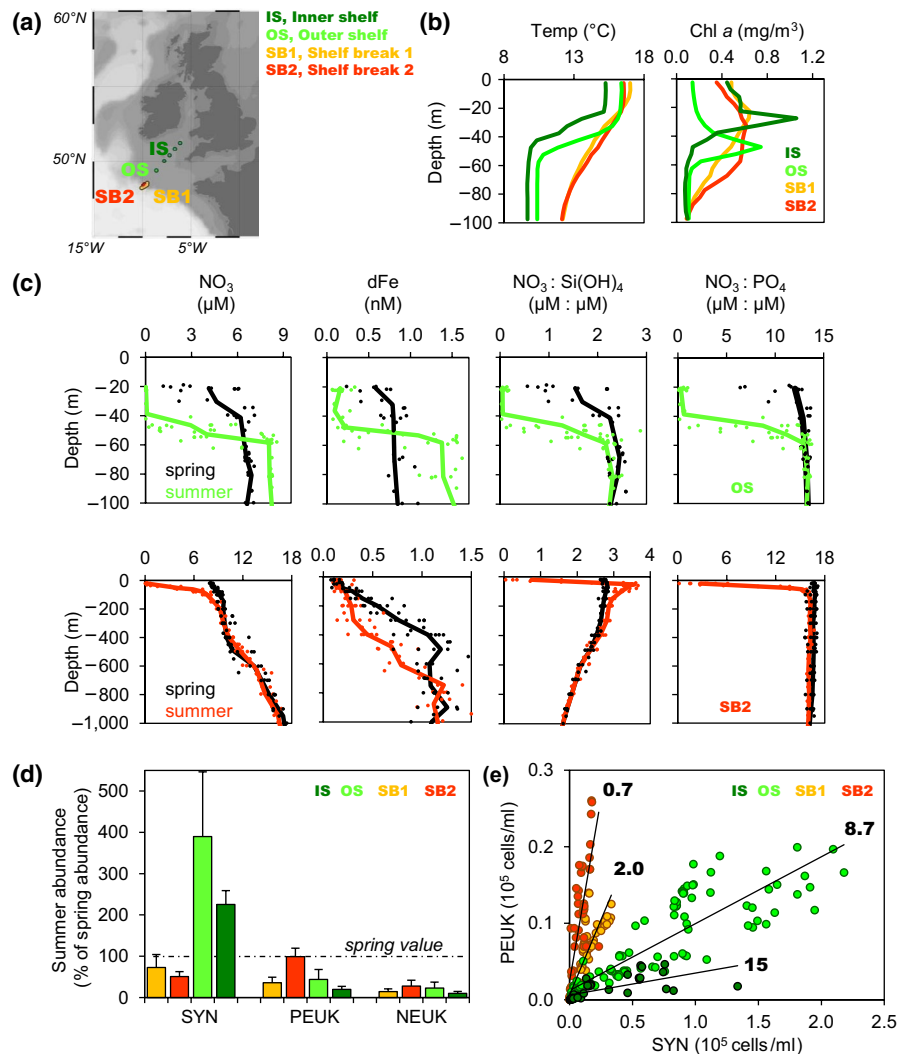 (a)
60°N
50°N
15°W
5°W
OS
SB2
SB1
IS, Inner shelf
OS, Outer shelf
SB1, Shelf break 1
SB2, Shelf break 2
(b)
Temp (°C)
8 13 18
Chl a (mg/m³)
0.0 0.6 1.2
Depth (m)
0
−20
−40
−60
−80
−100
IS
OS
SB1
SB2
(c)
NO₃ (µM)
0 3 6 9
dFe (nM)
0.0 0.5 1.0 1.5
NO₃ : Si(OH)₄ (µM : µM)
0 1 2 3
NO₃ : PO₄ (µM : µM)
0 5 10 15
Depth (m)
0
−20
−40
−60
−80
−100
spring
summer
OS
0 6 12 18
0.0 0.5 1.0 1.5
0 1 2 3 4
0 6 12 18
Depth (m)
0
−200
−400
−600
−800
−1,000
spring
summer
SB2
(d)
Summer abundance
(% of spring abundance)
500
400
300
200
100
0
IS OS SB1 SB2
spring value
SYN PEUK NEUK
(e)
PEUK (10⁵ cells/ml)
0.3
0.2
0.1
0.0
IS OS SB1 SB2
0.7
2.0
8.7
15
0.0 0.5 1.0 1.5 2.0 2.5
SYN (10⁵ cells/ml)